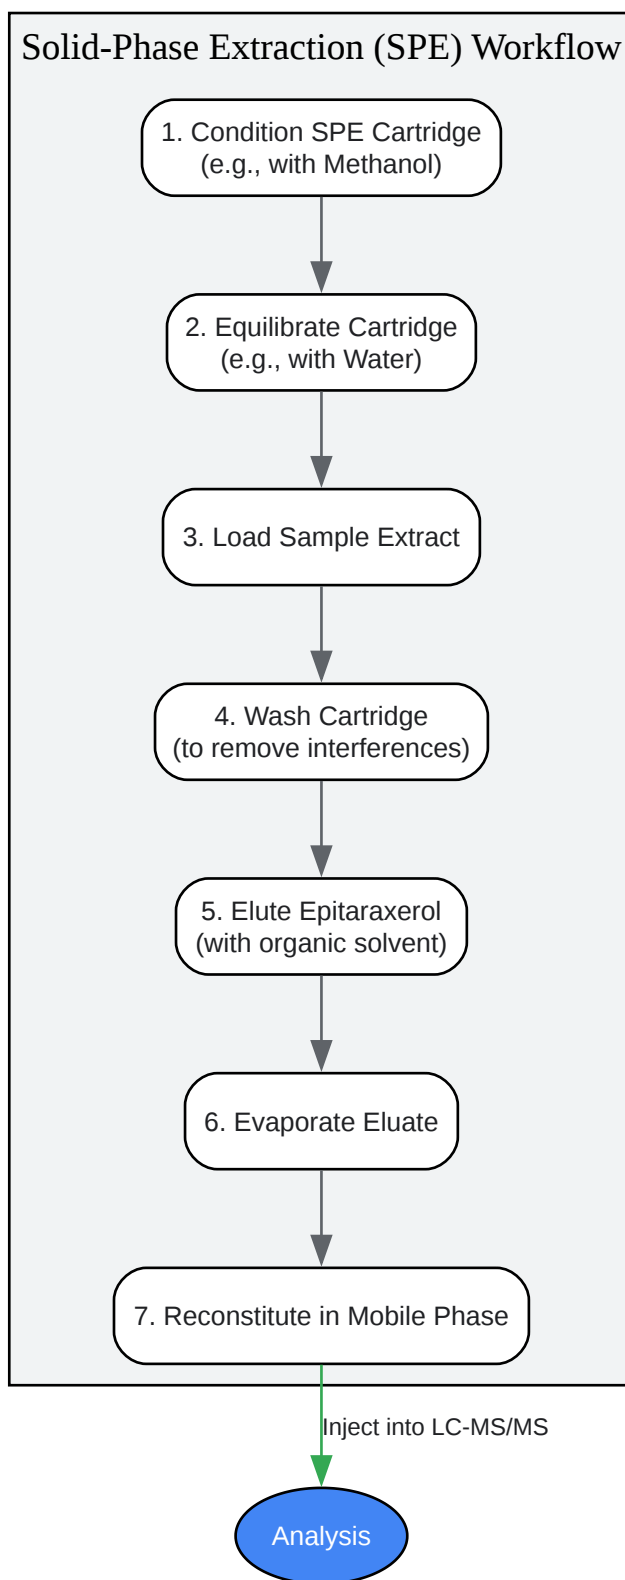 Solid-Phase Extraction (SPE) Workflow
1. Condition SPE Cartridge
(e.g., with Methanol)
2. Equilibrate Cartridge
(e.g., with Water)
3. Load Sample Extract
4. Wash Cartridge
(to remove interferences)
5. Elute Epitaraxerol
(with organic solvent)
6. Evaporate Eluate
7. Reconstitute in Mobile Phase
Inject into LC-MS/MS
Analysis